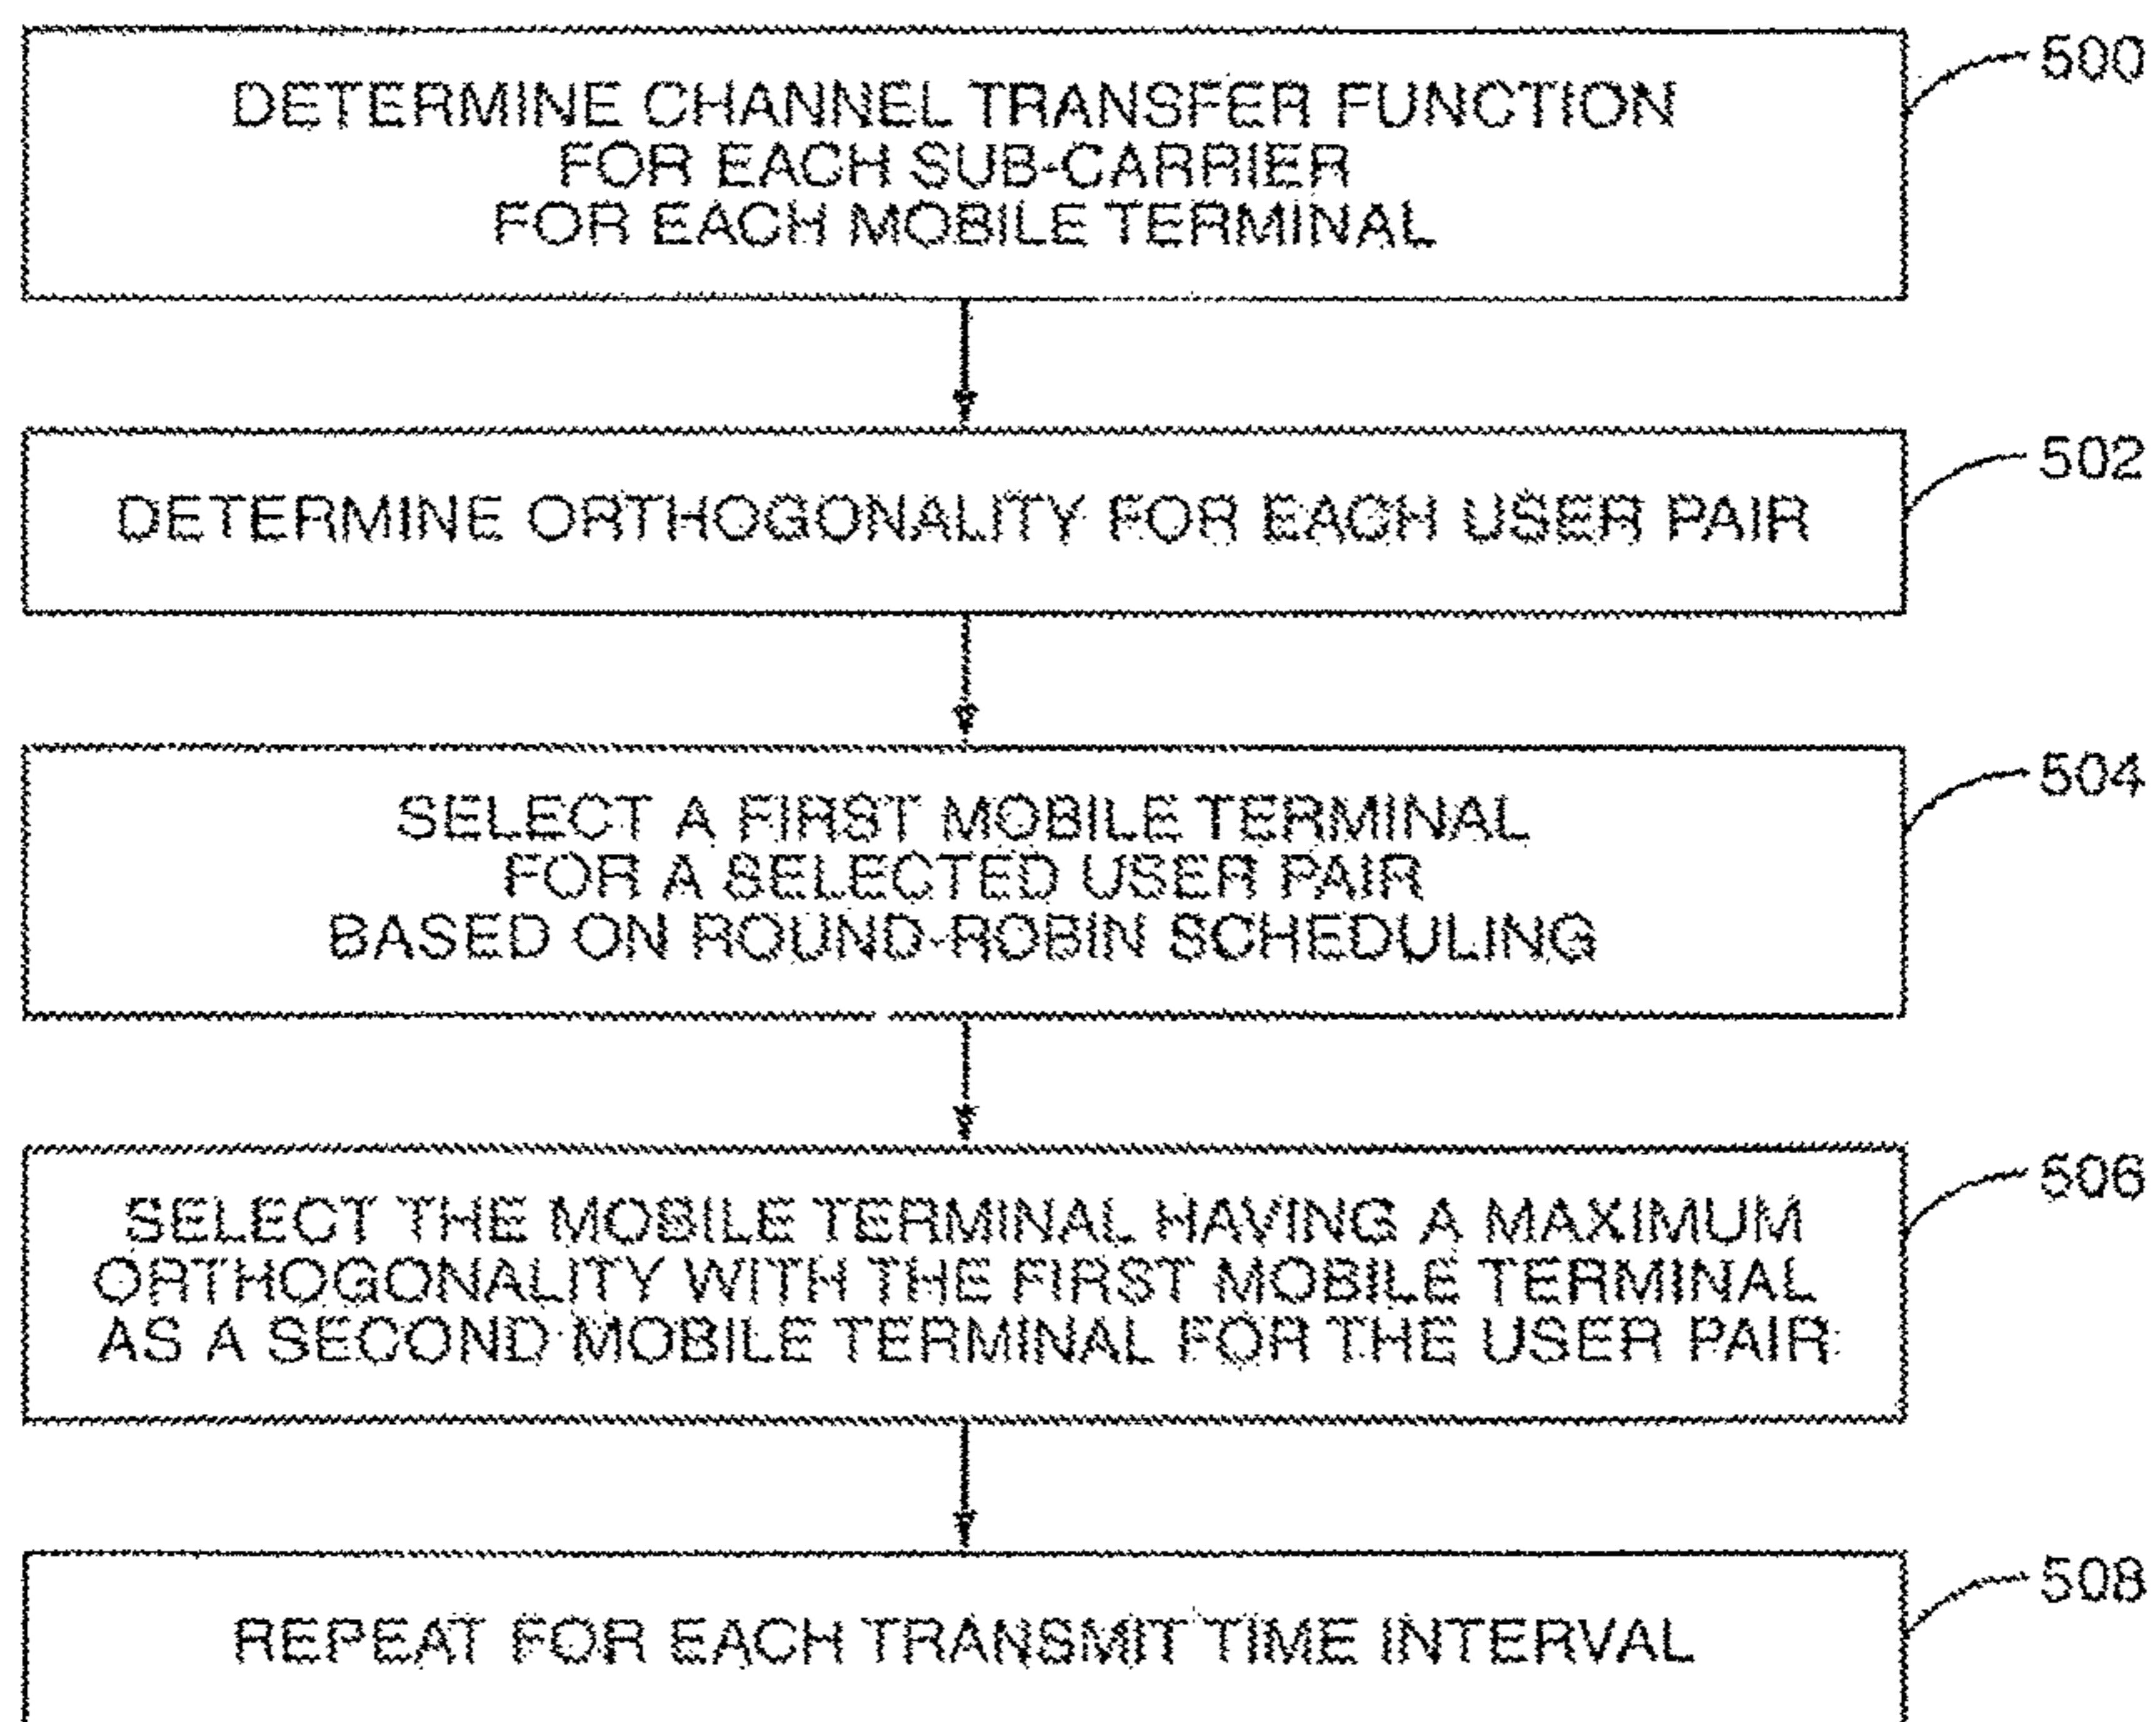 DETERMINE CHANNEL TRANSFER FUNCTION
FOR EACH SUB-CARRIER
FOR EACH MOBILE TERMINAL
500
DETERMINE ORTHOGONALITY FOR EACH USER PAIR
502
SELECT A FIRST MOBILE TERMINAL
FOR A SELECTED USER PAIR
BASED ON ROUND-ROBIN SCHEDULING
504
SELECT THE MOBILE TERMINAL HAVING A MAXIMUM
ORTHOGONALITY WITH THE FIRST MOBILE TERMINAL
AS A SECOND MOBILE TERMINAL FOR THE USER PAIR
506
REPEAT FOR EACH TRANSMIT TIME INTERVAL
508